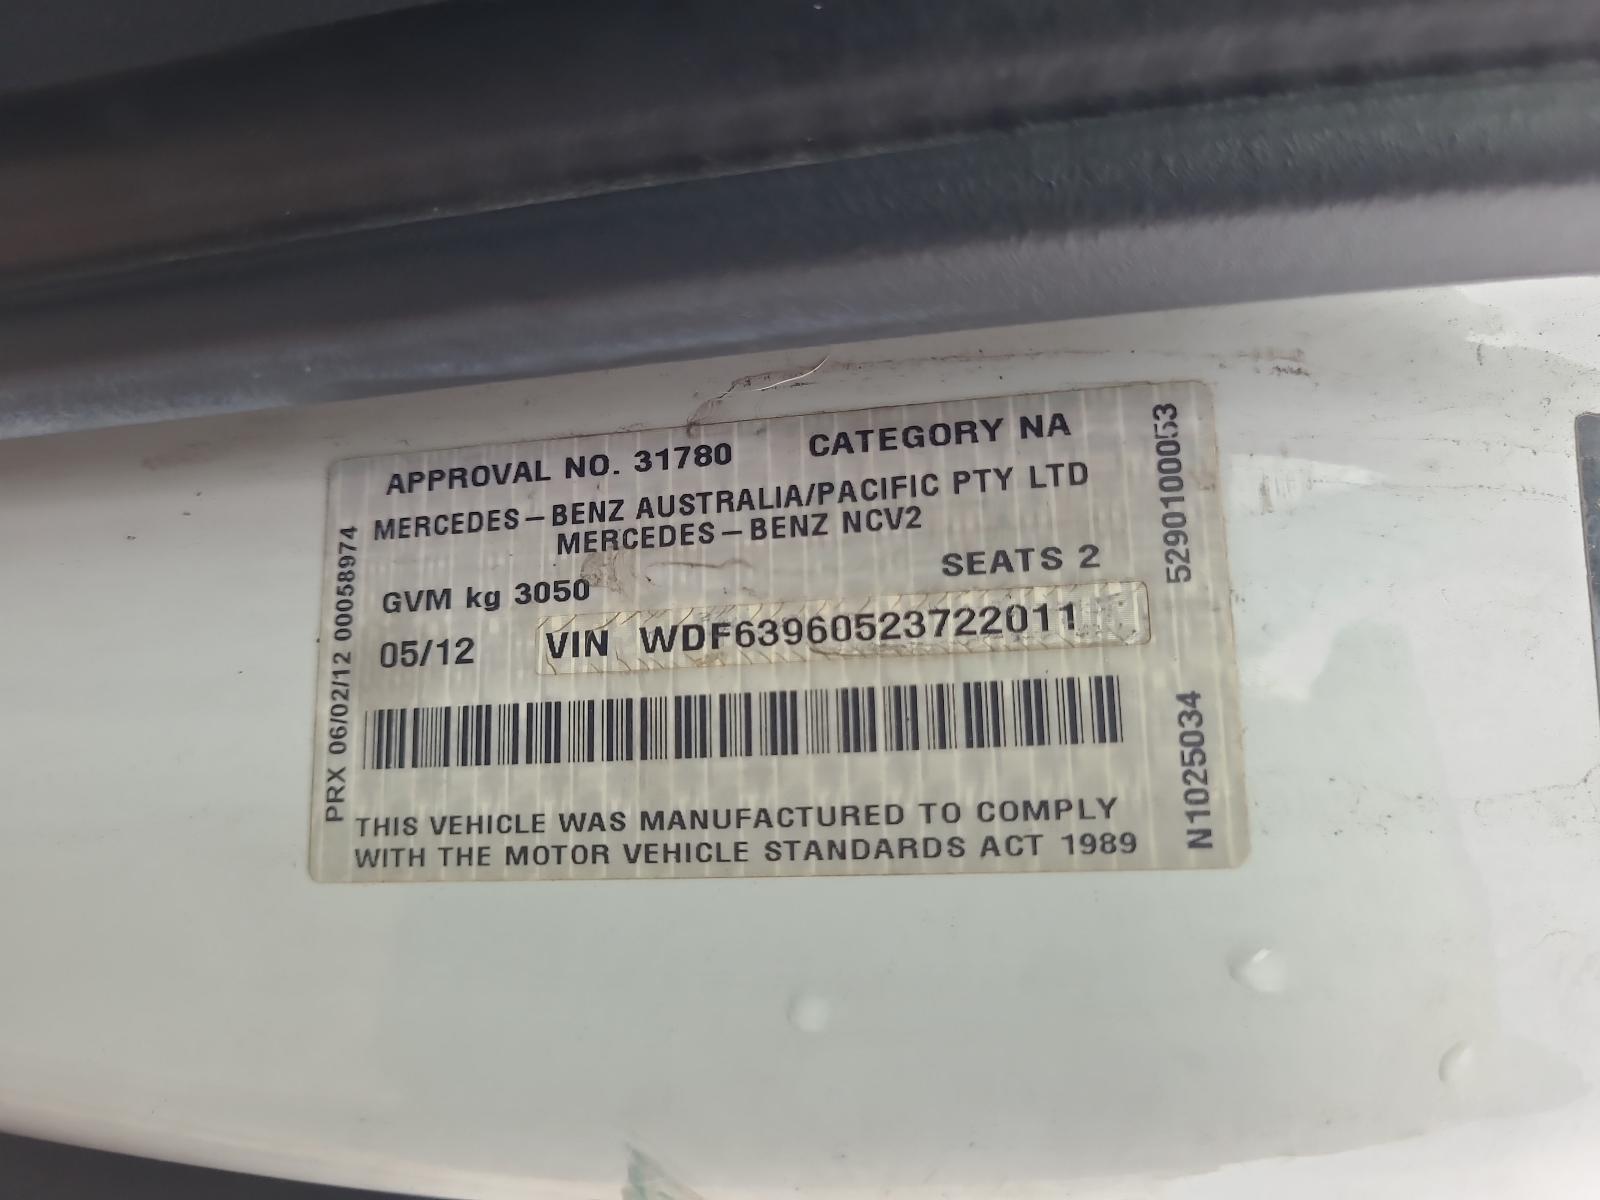 APPROVAL NO. 31780 CATEGORY NA
MERCEDES-BENZ AUSTRALIA/PACIFIC PTY LTD
MERCEDES-BENZ NCV2
SEATS 2
GVM kg 3050
05/12 VIN WDF63960523722011
THIS VEHICLE WAS MANUFACTURED TO COMPLY
WITH THE MOTOR VEHICLE STANDARDS ACT 1989
PRX 06/02/12 00058974
5290100053
N1025034